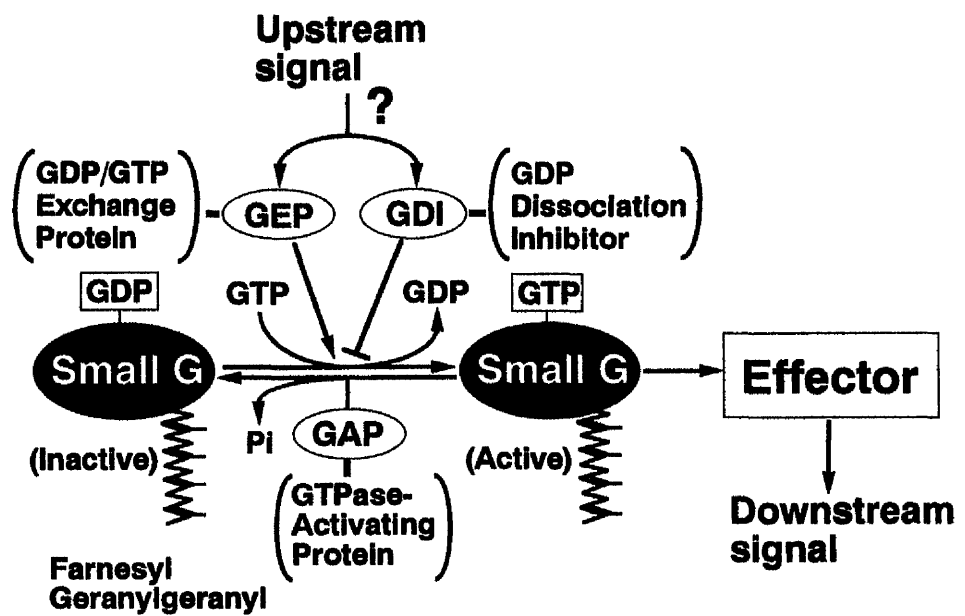 Upstream
signal
?
GDP/GTP
Exchange
Protein
GEP
GDI
GDP
Dissociation
Inhibitor
GDP
GTP
GDP
GTP
Small G
Small G
Effector
(Inactive)
Pi
GAP
(Active)
GTPase-
Activating
Protein
Downstream
signal
Farnesyl
Geranylgeranyl